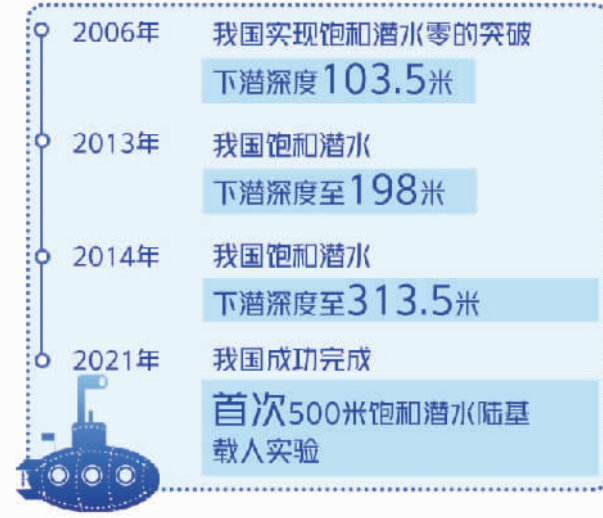 2006年 我国实现饱和潜水零的突破
下潜深度103.5米
2013年 我国饱和潜水
下潜深度至198米
2014年 我国饱和潜水
下潜深度至313.5米
2021年 我国成功完成
首次500米饱和潜水陆基
载人实验